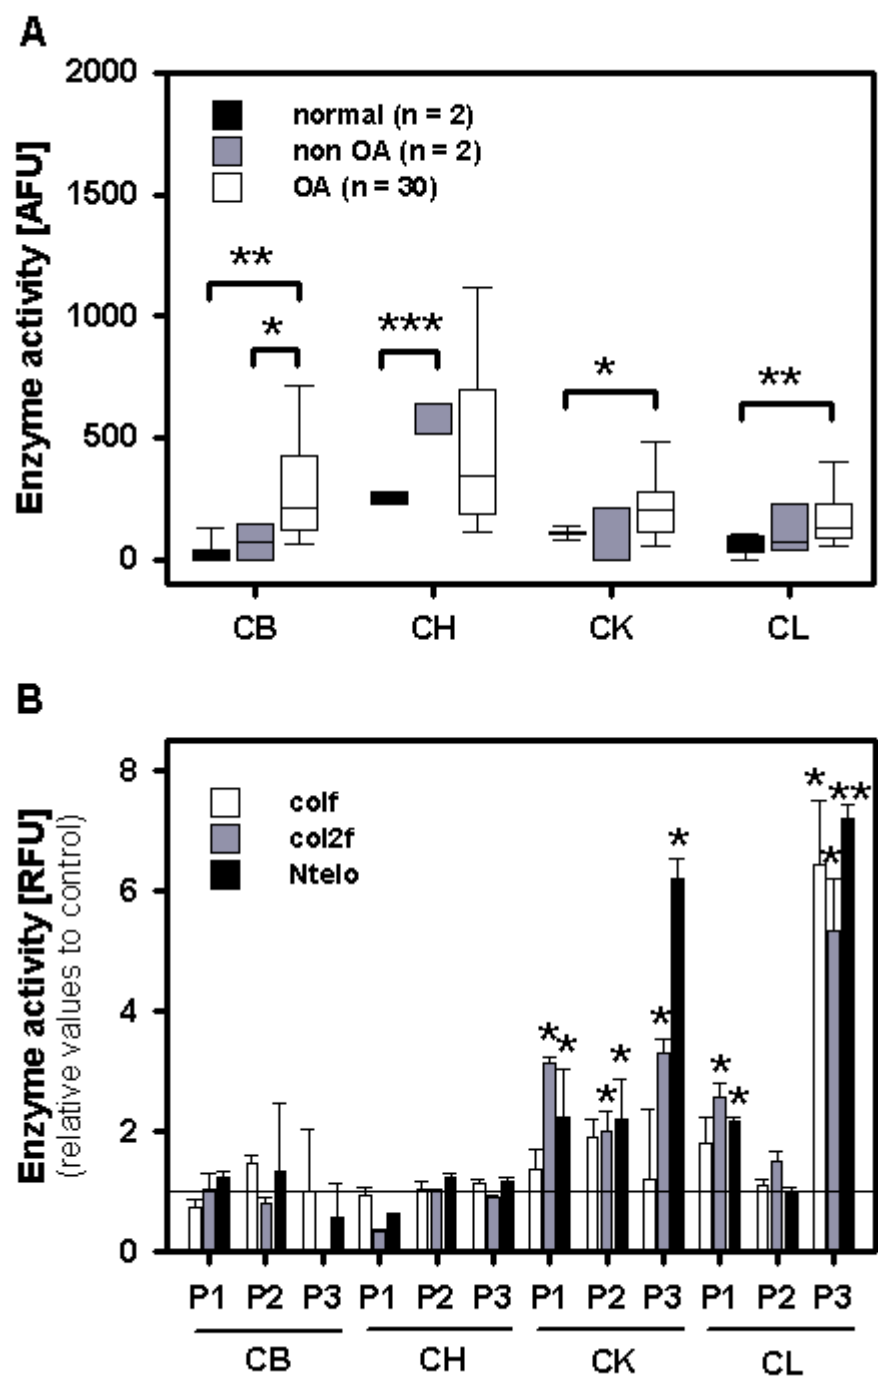 A
2000
1500
1000
500
0
Enzyme activity [AFU]
normal (n = 2)
non OA (n = 2)
OA (n = 30)
**
*
***
*
**
CB CH CK CL
B
8
6
4
2
0
Enzyme activity [RFU]
(relative values to control)
colf
col2f
Ntelo
* **
*
*
*
* *
* *
* *
P1 P2 P3 P1 P2 P3 P1 P2 P3 P1 P2 P3
CB CH CK CL